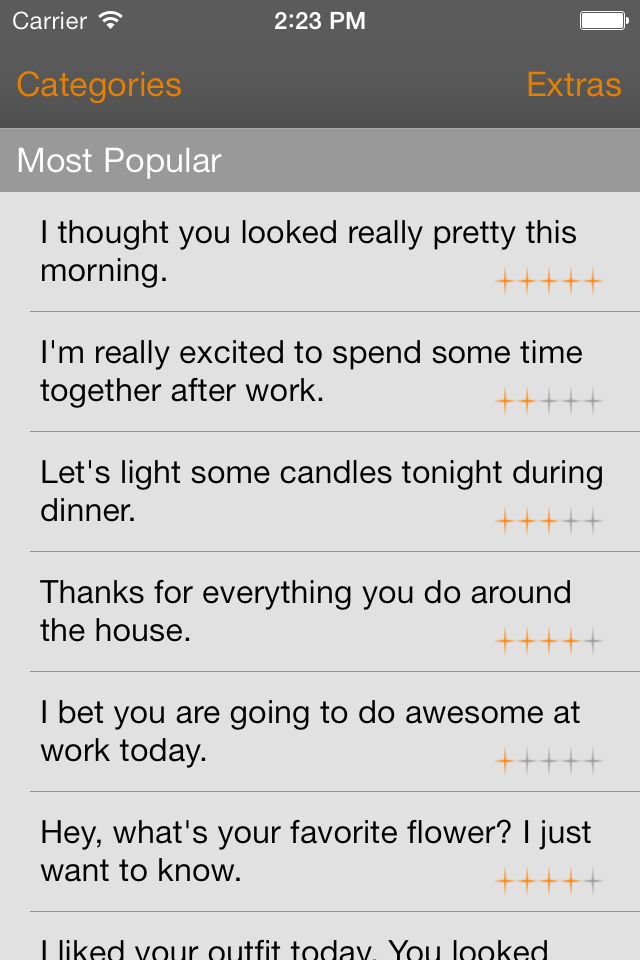 Carrier 2:23 PM
Categories Extras
Most Popular
I thought you looked really pretty this
morning.
I'm really excited to spend some time
together after work.
Let's light some candles tonight during
dinner.
Thanks for everything you do around
the house.
I bet you are going to do awesome at
work today.
Hey, what's your favorite flower? I just
want to know.
I liked your outfit today. You looked